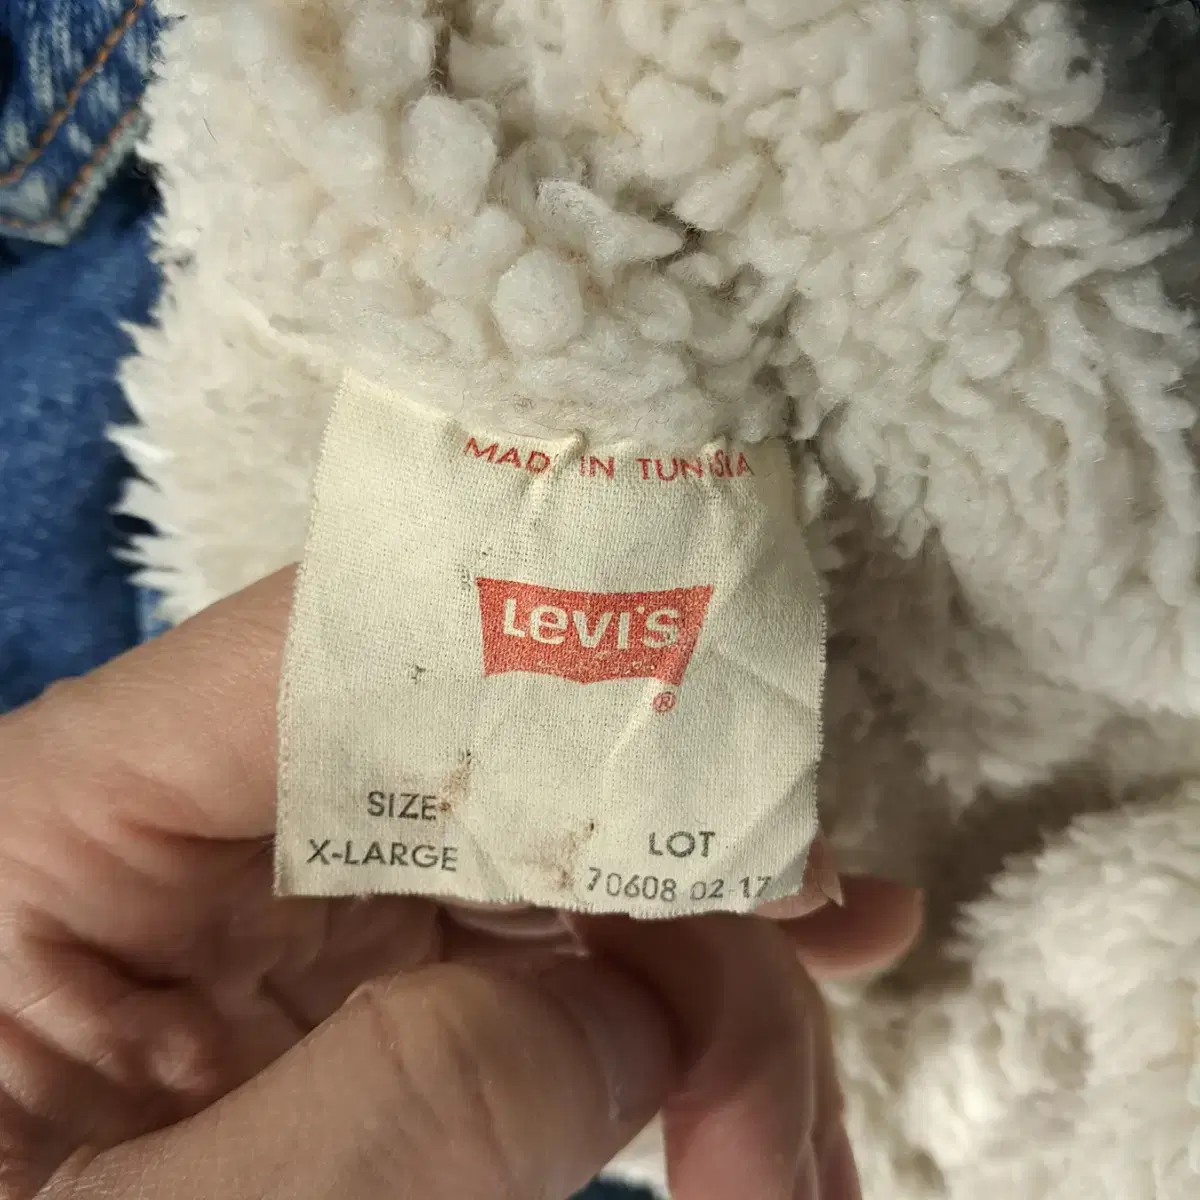 MADE IN TUNISIA
LEVI'S
®
SIZE
X-LARGE
LOT
70608 02-17